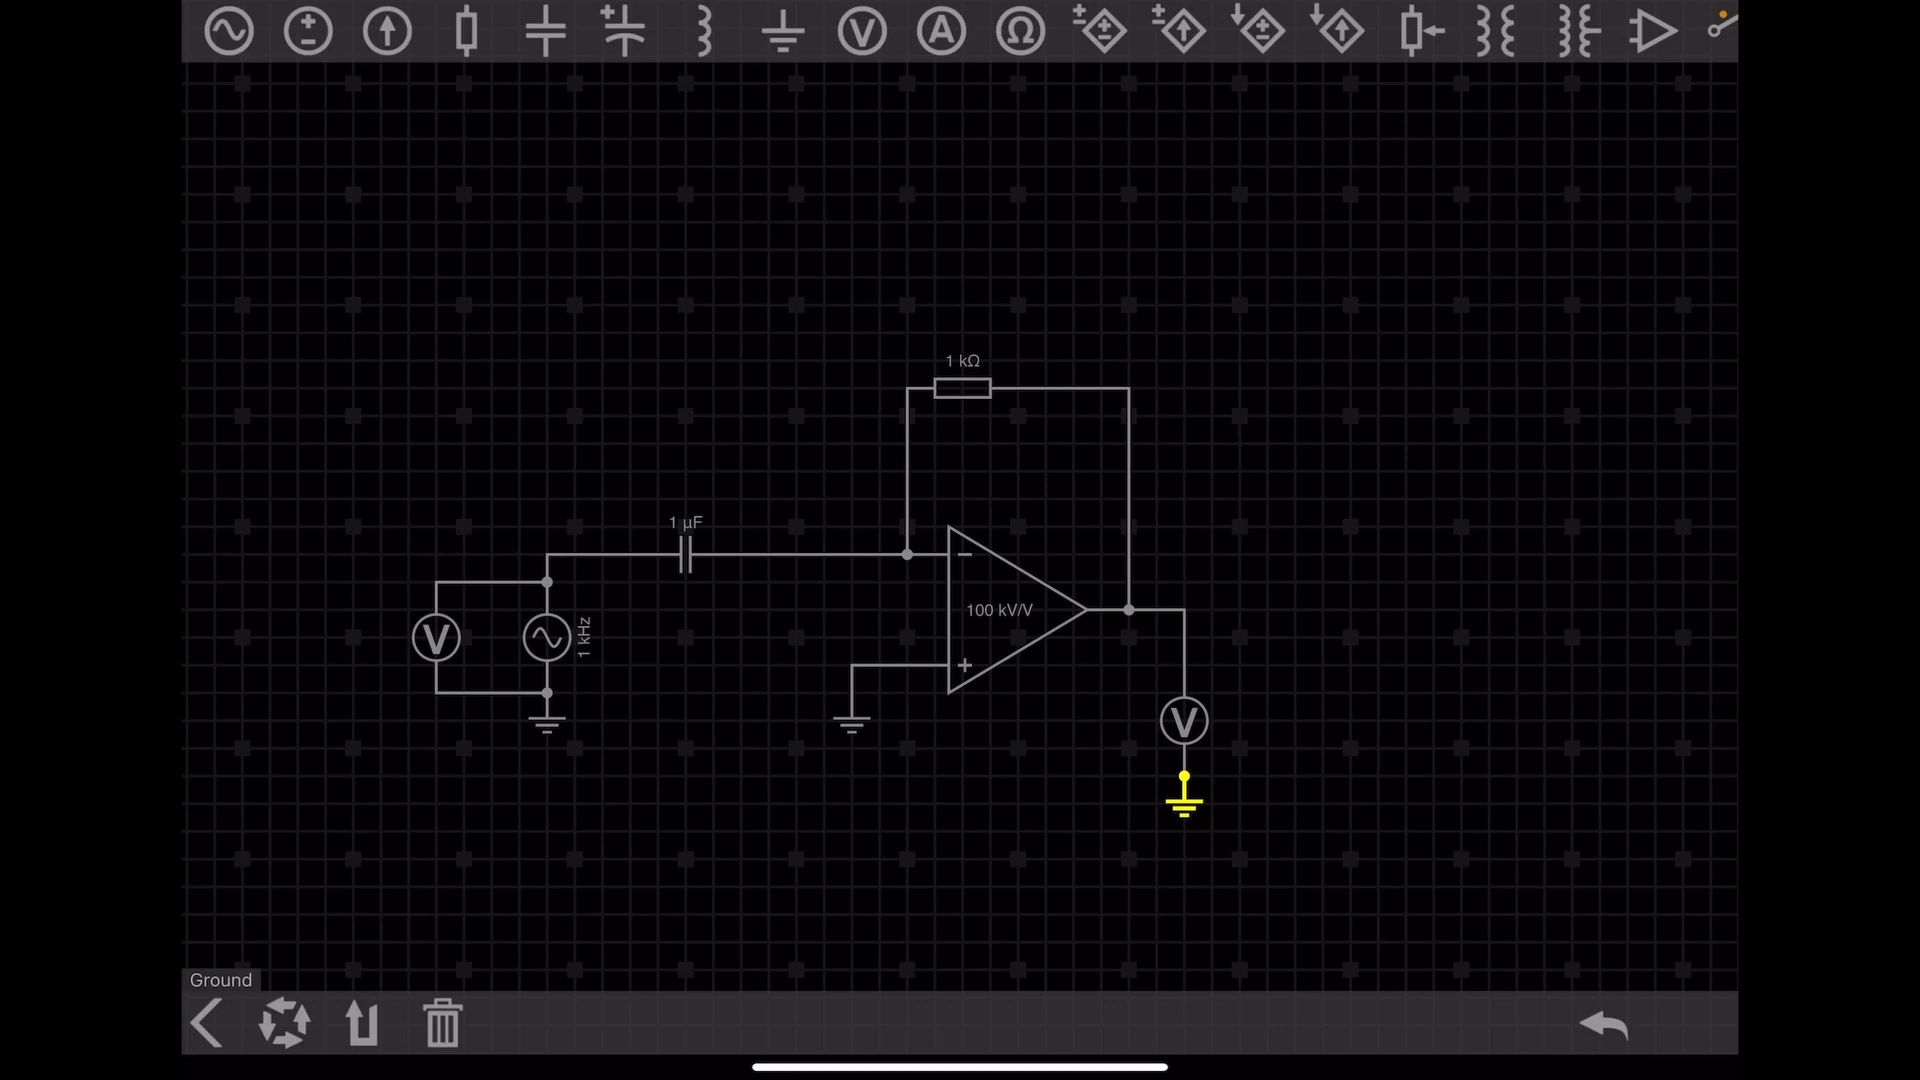 V A Ω
1 kΩ
1 µF
100 kV/V
V
1 kHz
V
Ground